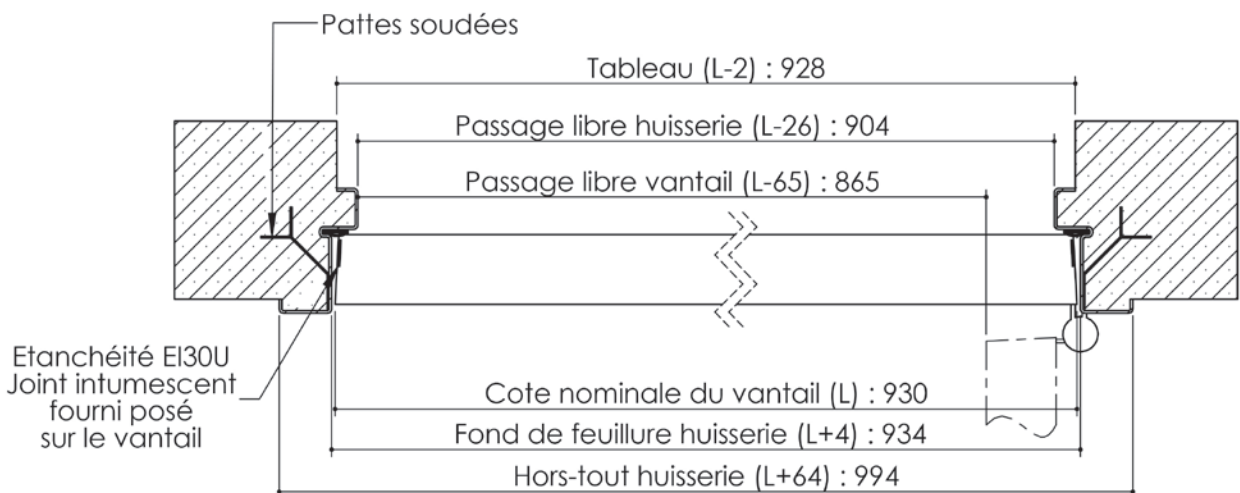 Pattes soudées
Tableau (L-2) : 928
Passage libre huisserie (L-26) : 904
Passage libre vantail (L-65) : 865
Etanchéité EI30U
Joint intumescent
fourni posé
sur le vantail
Cote nominale du vantail (L) : 930
Fond de feuillure huisserie (L+4) : 934
Hors-tout huisserie (L+64) : 994